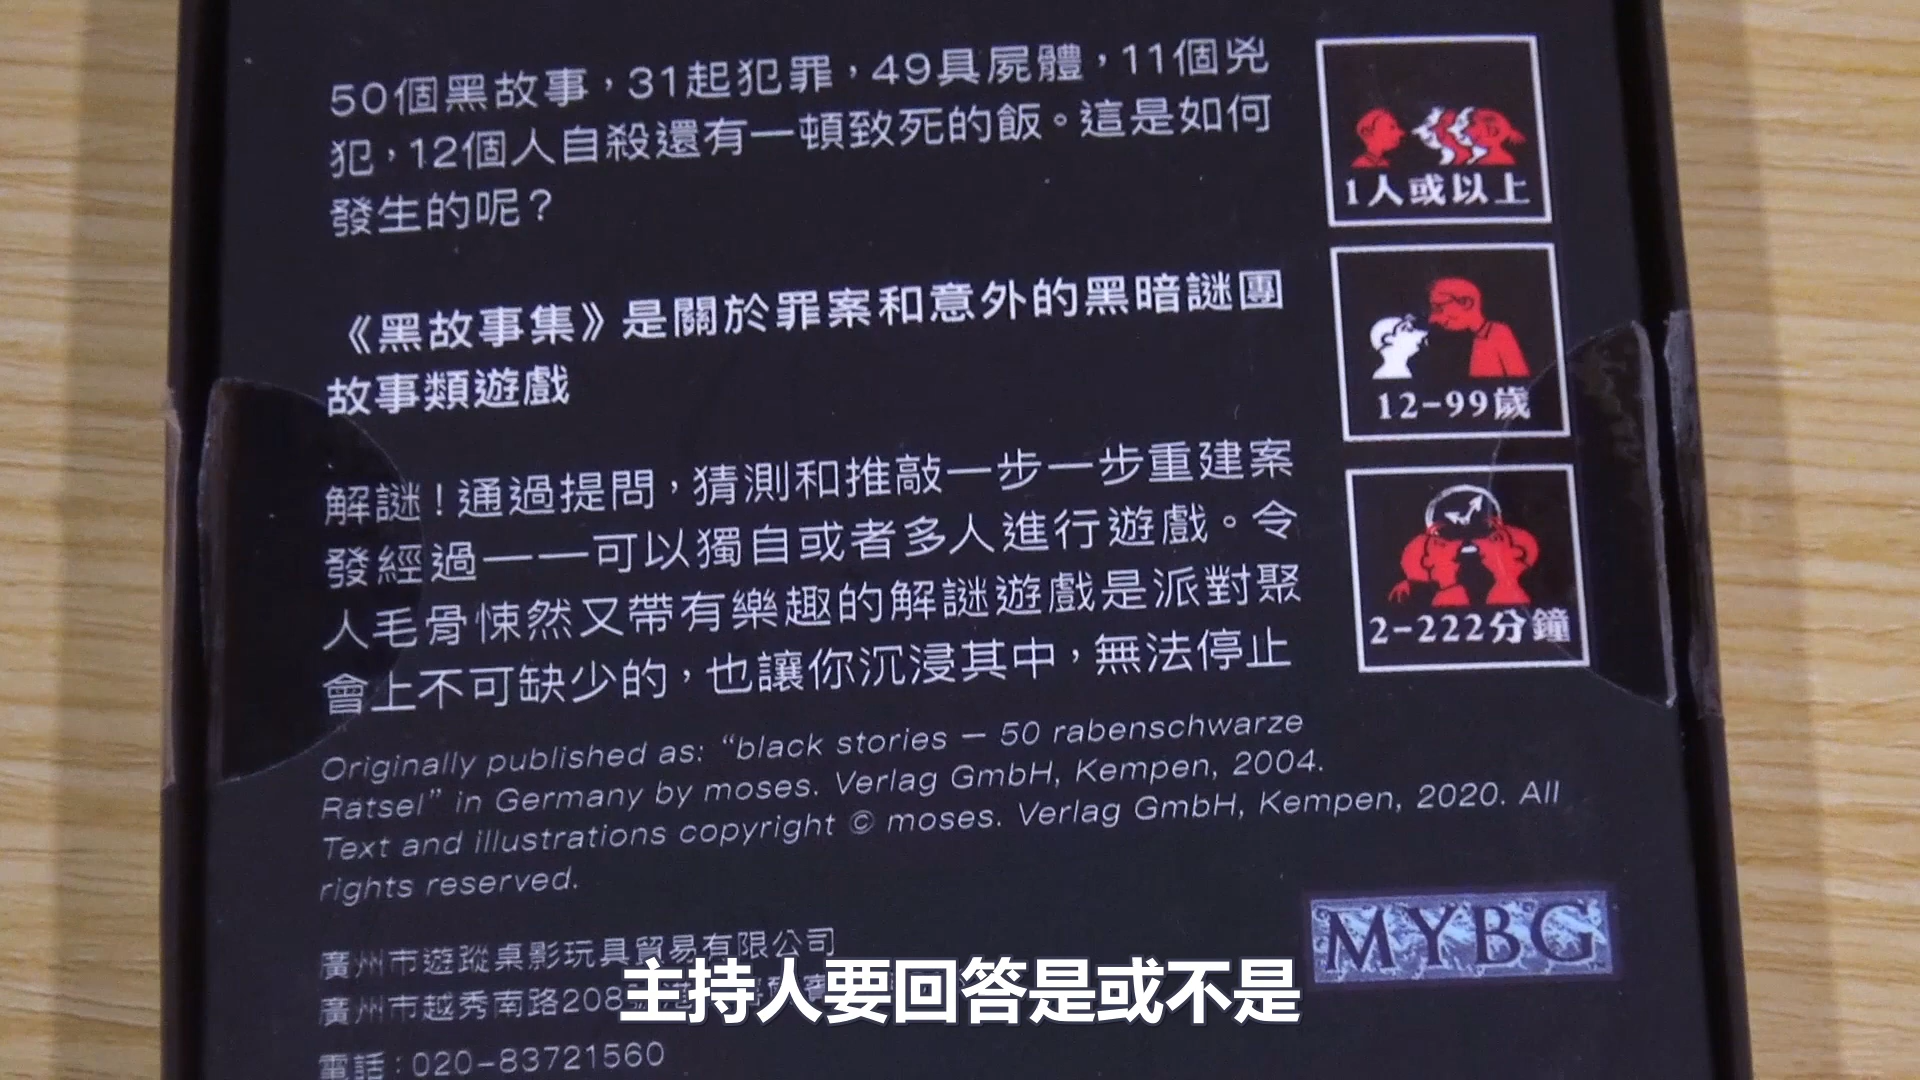 50個黑故事，31起犯罪，49具屍體，11個兇
犯，12個人自殺還有一頓致死的飯。這是如何
發生的呢？
《黑故事集》是關於罪案和意外的黑暗謎團
故事類遊戲
解謎！通過提問，猜測和推敲一步一步重建案
發經過——可以獨自或者多人進行遊戲。令
人毛骨悚然又帶有樂趣的解謎遊戲是派對聚
會上不可缺少的，也讓你沉浸其中，無法停止
1人或以上
12-99歲
2-222分鐘
Originally published as: “black stories – 50 rabenschwarze
Rätsel” in Germany by moses. Verlag GmbH, Kempen, 2004.
Text and illustrations copyright © moses. Verlag GmbH, Kempen, 2020. All
rights reserved.
MYBG
廣州市遊蹤桌影玩具貿易有限公司
廣州市越秀南路208
主持人要回答是或不是
電話：020-83721560